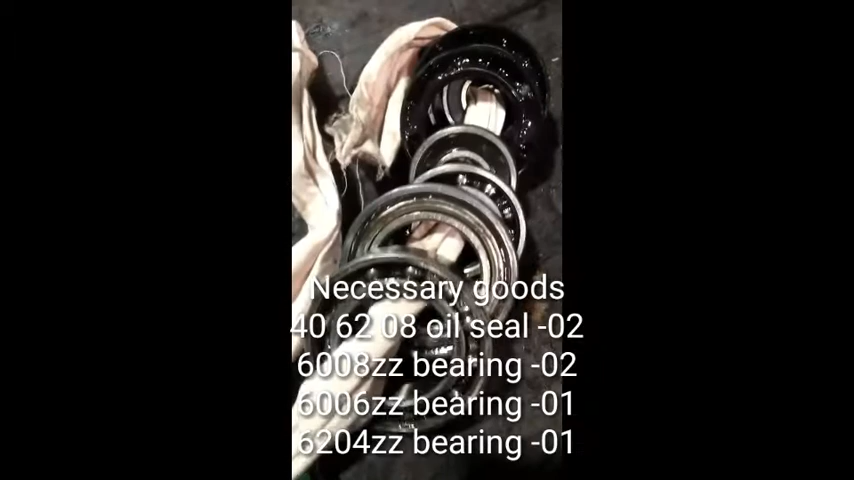 Necessary goods
40 62 08 oil seal -02
6008zz bearing -02
6006zz bearing -01
6204zz bearing -01